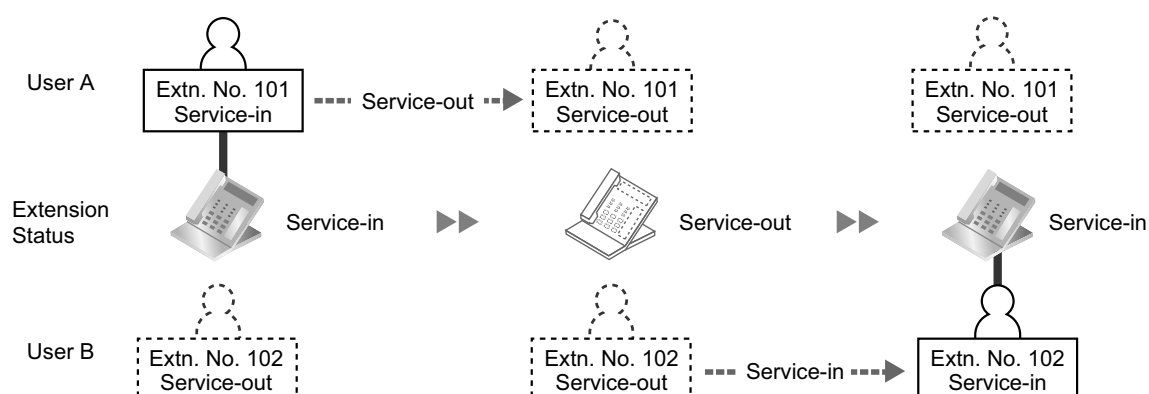 User A
Extn. No. 101
Service-in
Service-out
Extn. No. 101
Service-out
Extn. No. 101
Service-out
Extension
Status
Service-in
Service-out
Service-in
User B
Extn. No. 102
Service-out
Extn. No. 102
Service-out
Service-in
Extn. No. 102
Service-in